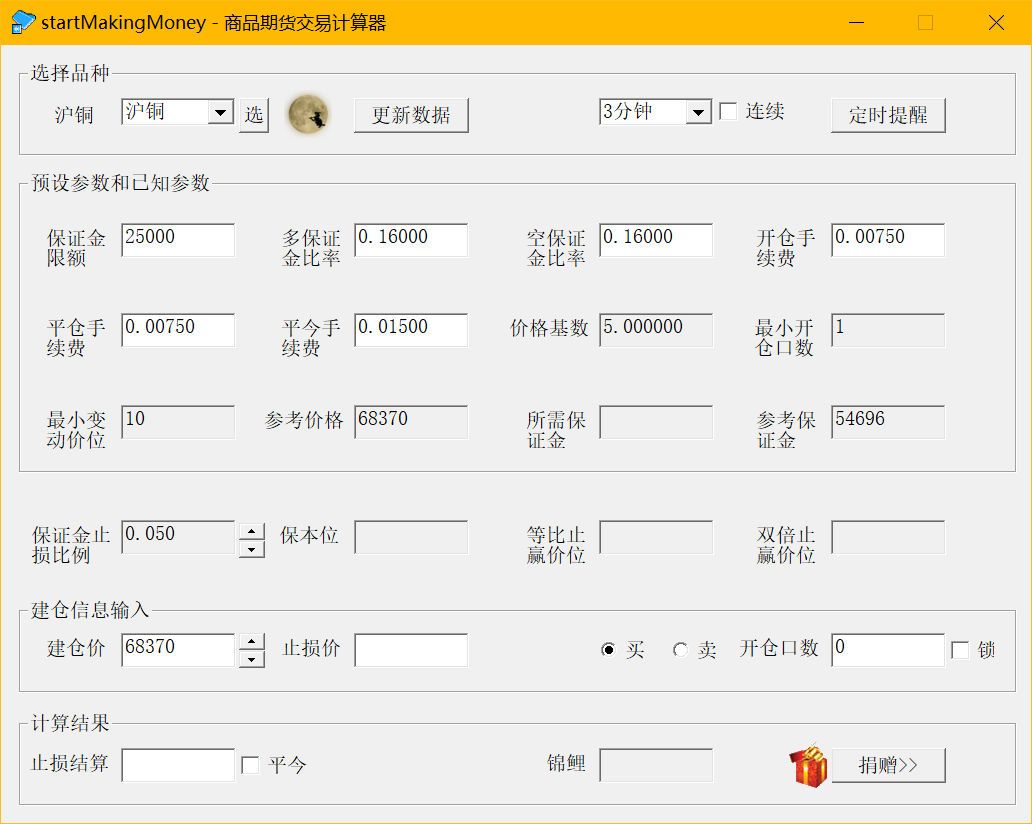 startMakingMoney - 商品期货交易计算器
选择品种
沪铜 沪铜 选 更新数据 3分钟 连续 定时提醒
预设参数和已知参数
保证金 25000 多保证 0.16000 空保证 0.16000 开仓手 0.00750
限额 金比率 金比率 续费
平仓手 0.00750 平今手 0.01500 价格基数 5.000000 最小开 1
续费 续费 仓口数
最小变 10 参考价格 68370 所需保 参考保 54696
动价位 证金 证金
保证金止 0.050 保本位 等比止 双倍止
损比例 赢价位 赢价位
建仓信息输入
建仓价 68370 止损价 买 卖 开仓口数 0 锁
计算结果
止损结算 平今 锦鲤 捐赠>>